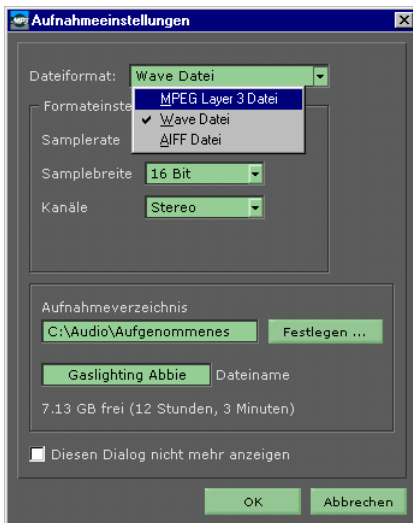 Aufnahmeeinstellungen
Dateiformat: Wave Datei
MPEG Layer 3 Datei
Wave Datei
AIFF Datei
Formateinste
Samplerate
Samplebreite 16 Bit
Kanäle Stereo
Aufnahmeverzeichnis
C:\Audio\Aufgenommenes Festlegen ...
Gaslighting Abbie Dateiname
7.13 GB frei (12 Stunden, 3 Minuten)
Diesen Dialog nicht mehr anzeigen
OK Abbrechen